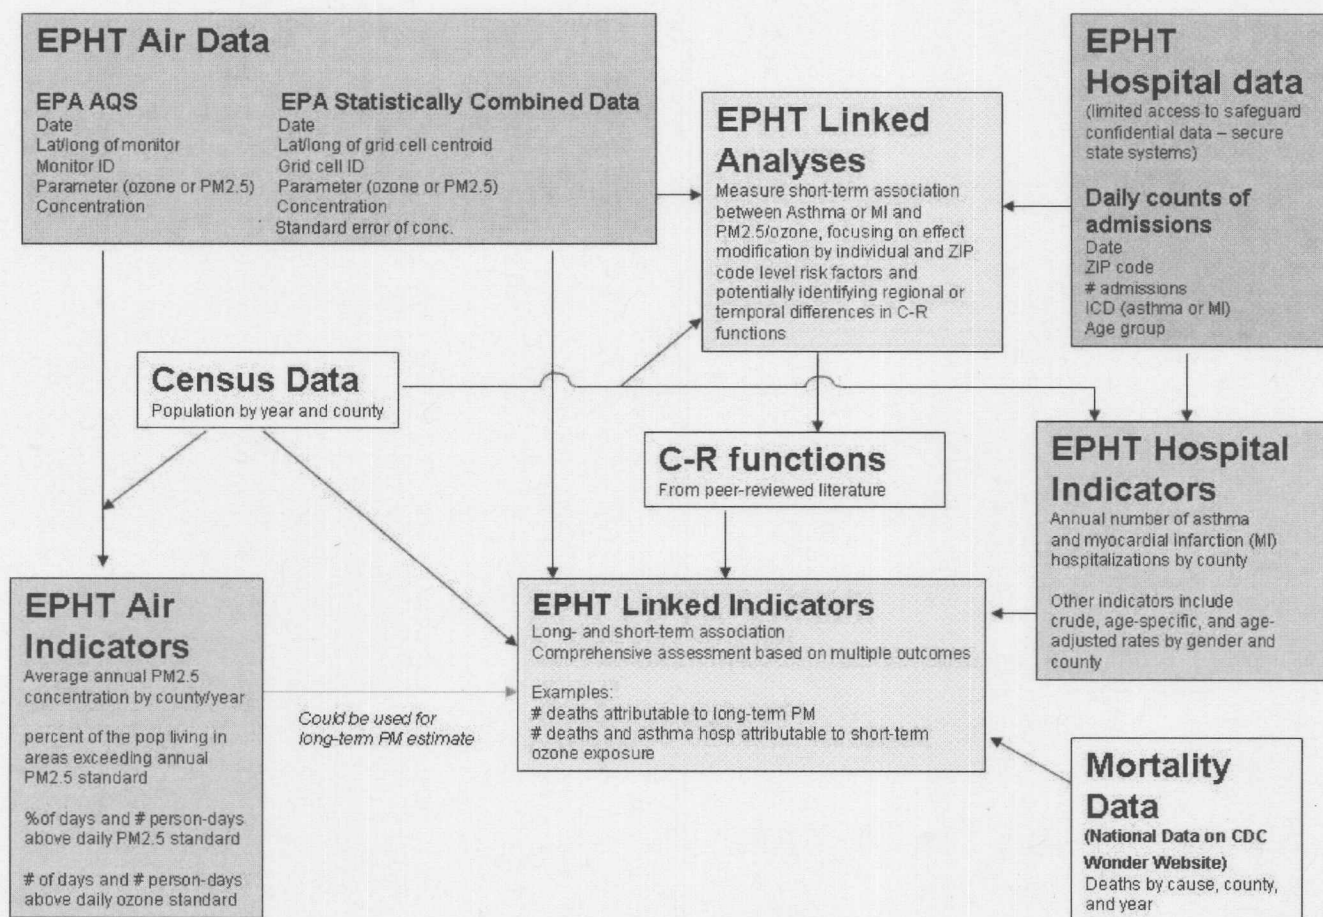 EPHT Air Data
EPA AQS
Date
Lat/long of monitor
Monitor ID
Parameter (ozone or PM2.5)
Concentration
EPA Statistically Combined Data
Date
Lat/long of grid cell centroid
Grid cell ID
Parameter (ozone or PM2.5)
Concentration
Standard error of conc.
EPHT Linked
Analyses
Measure short-term association
between Asthma or MI and
PM2.5/ozone, focusing on effect
modification by individual and ZIP
code level risk factors and
potentially identifying regional or
temporal differences in C-R
functions
EPHT
Hospital data
(limited access to safeguard
confidential data – secure
state systems)
Daily counts of
admissions
Date
ZIP code
# admissions
ICD (asthma or MI)
Age group
Census Data
Population by year and county
C-R functions
From peer-reviewed literature
EPHT Hospital
Indicators
Annual number of asthma
and myocardial infarction (MI)
hospitalizations by county
Other indicators include
crude, age-specific, and age-
adjusted rates by gender and
county
EPHT Air
Indicators
Average annual PM2.5
concentration by county/year
percent of the pop living in
areas exceeding annual
PM2.5 standard
%of days and # person-days
above daily PM2.5 standard
# of days and # person-days
above daily ozone standard
Could be used for
long-term PM estimate
EPHT Linked Indicators
Long- and short-term association
Comprehensive assessment based on multiple outcomes
Examples:
# deaths attributable to long-term PM
# deaths and asthma hosp attributable to short-term
ozone exposure
Mortality
Data
(National Data on CDC
Wonder Website)
Deaths by cause, county,
and year